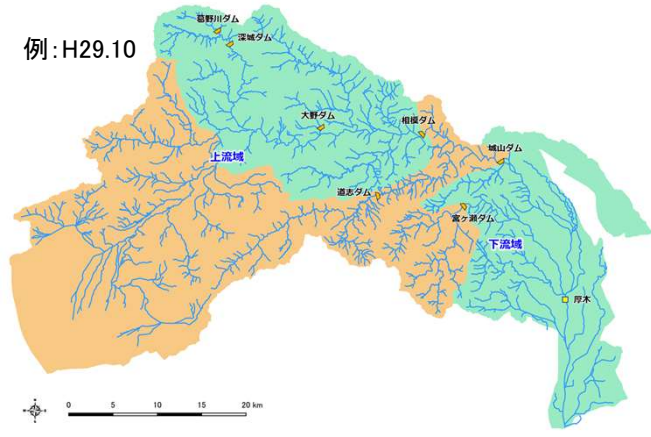 例:H29.10
葛野川ダム
深城ダム
大野ダム
相模ダム
城山ダム
上流域
道志ダム
宮ヶ瀬ダム
下流域
厚木
0 5 10 15 20 km